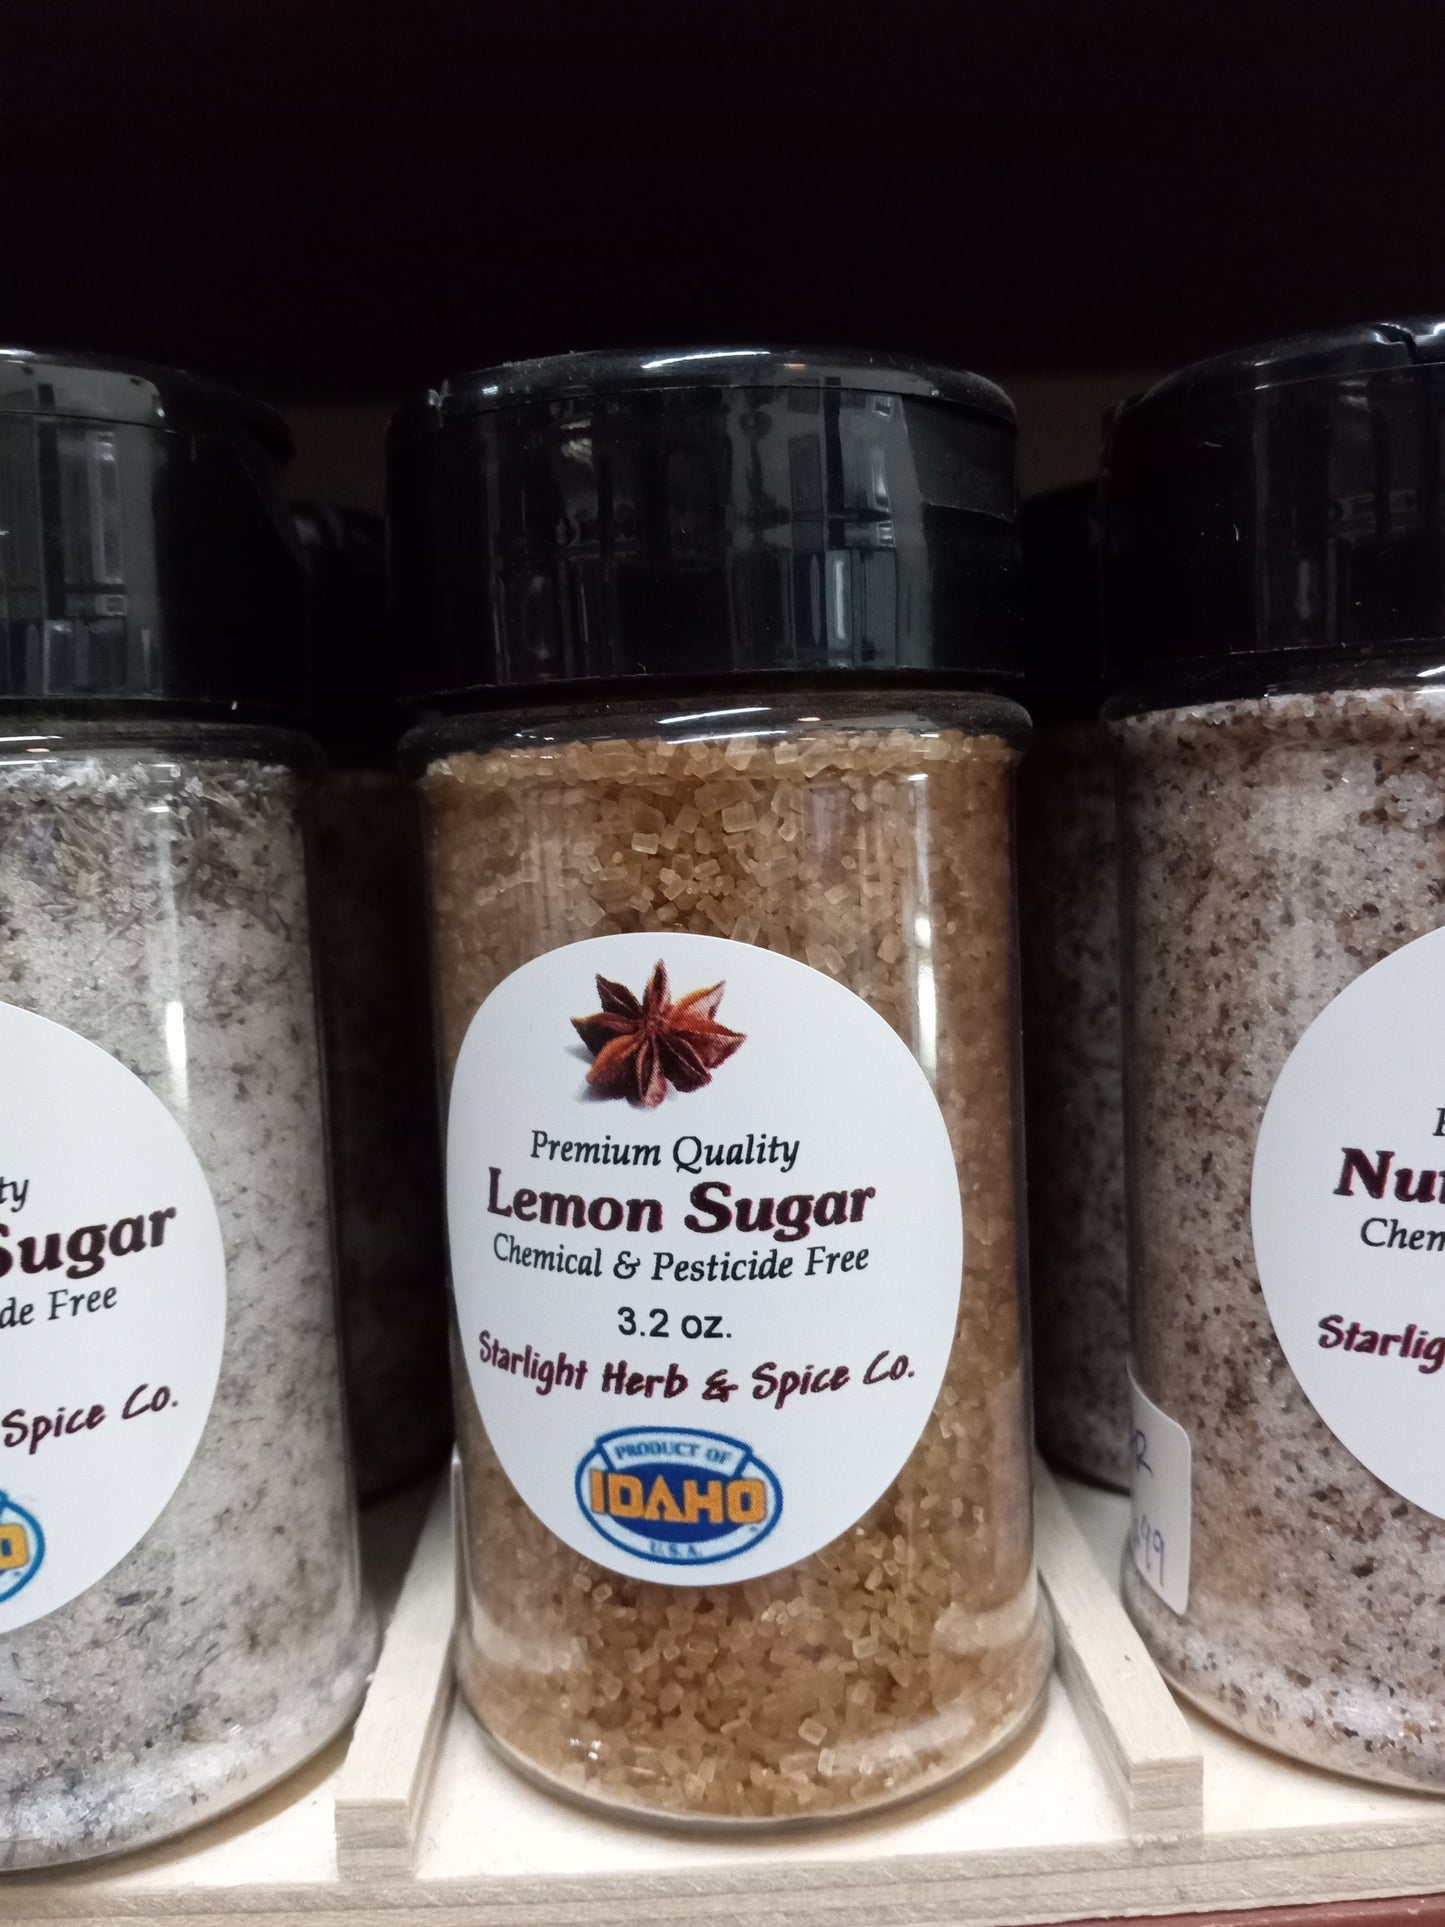 Premium Quality
Lemon Sugar
Chemical & Pesticide Free
3.2 oz.
Starlight Herb & Spice Co.
PRODUCT OF
IDAHO
U.S.A.
ty
Sugar
de Free
Spice Co.
Nu
Chem
Starlig
99